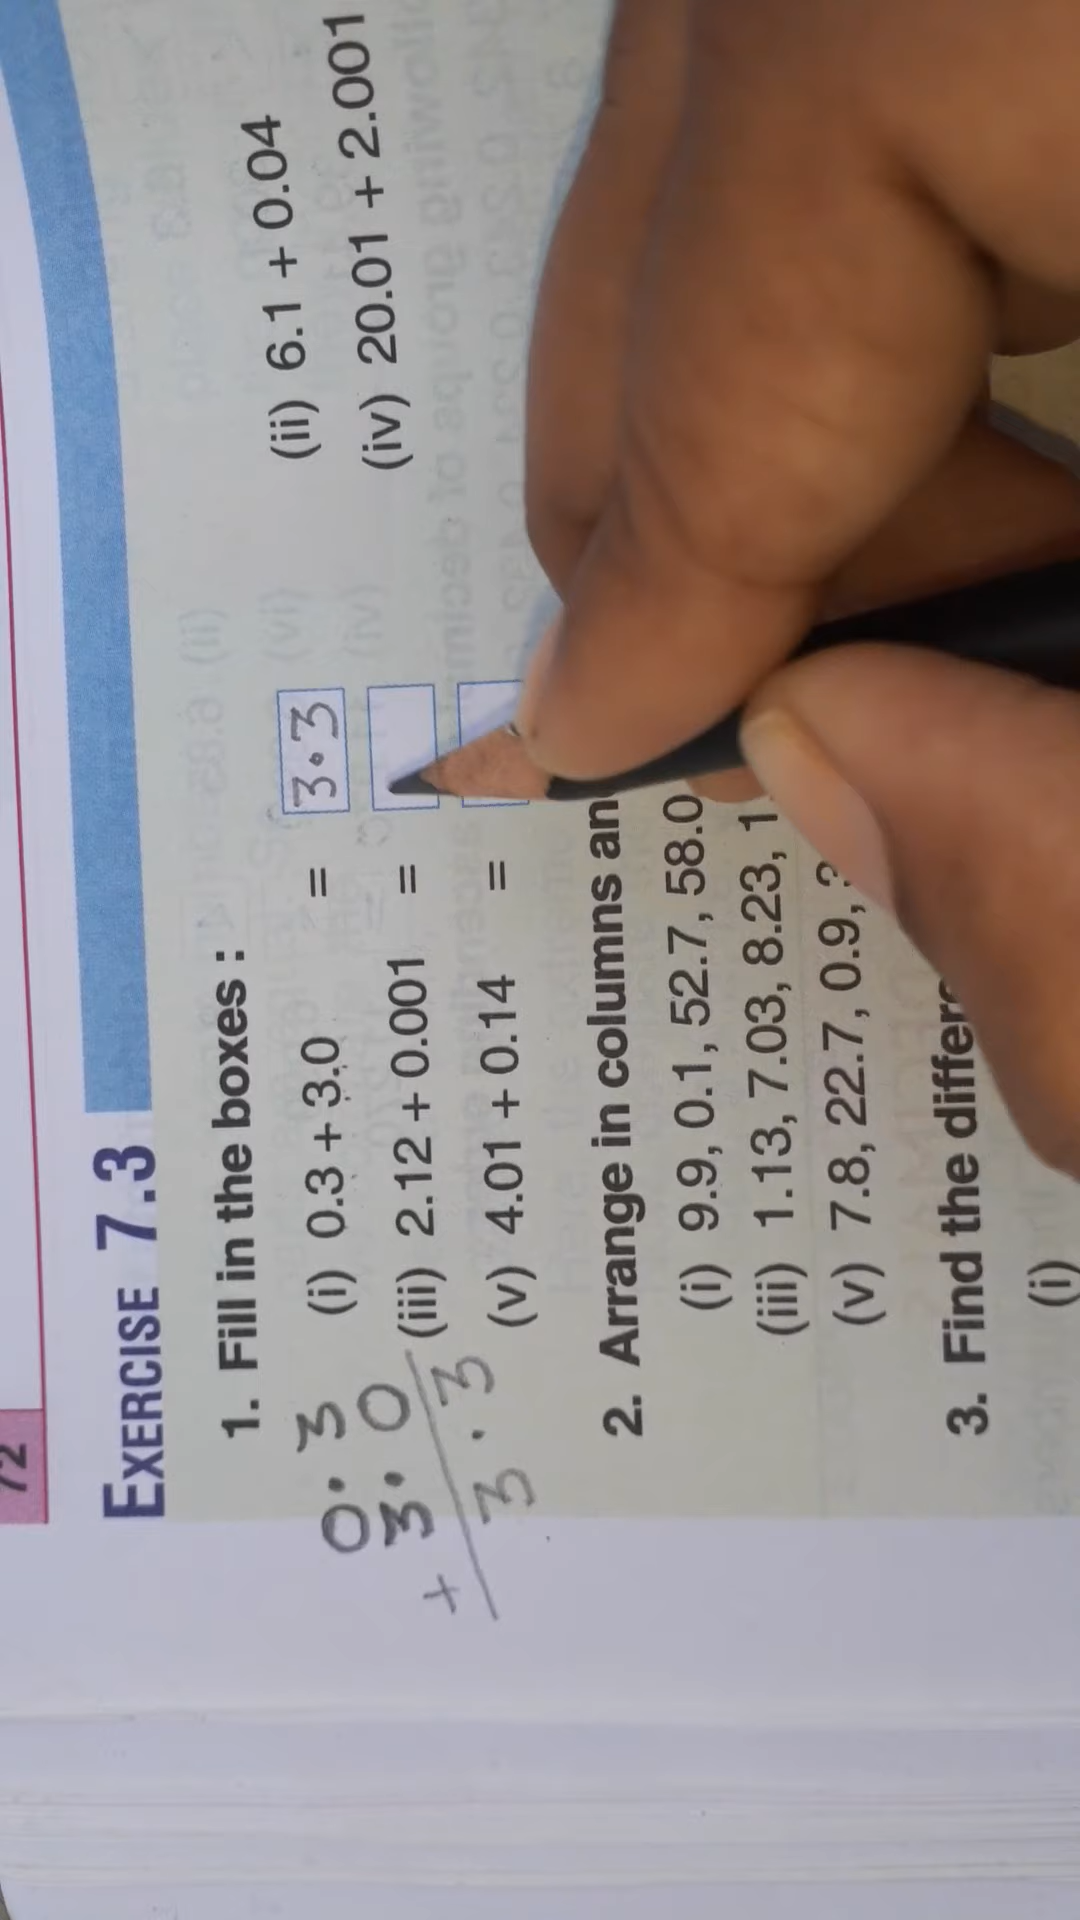 72
EXERCISE 7.3
1. Fill in the boxes :
(i) 0.3 + 3.0 = 3.3
(ii) 6.1 + 0.04
(iii) 2.12 + 0.001 =
(iv) 20.01 + 2.001
(v) 4.01 + 0.14 =
0.3
+ 3.0
3.3
2. Arrange in columns
(i) 9.9, 0.1, 52.7, 58.0
(iii) 1.13, 7.03, 8.23, 1
(v) 7.8, 22.7, 0.9,
3. Find the
(i)